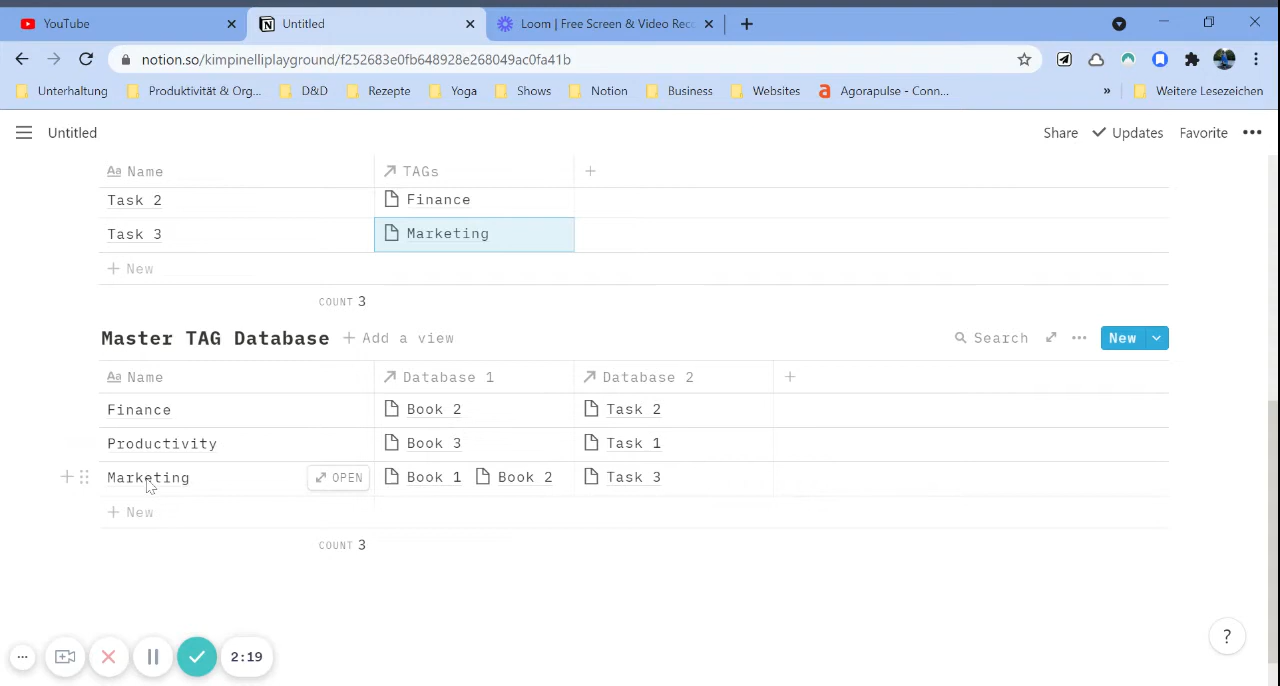 YouTube
Untitled
Loom | Free Screen & Video Rec
notion.so/kimpinelliplayground/f252683e0fb648928e268049ac0fa41b
Unterhaltung Produktivität & Org... D&D Rezepte Yoga Shows Notion Business Websites Agorapulse - Conn... » Weitere Lesezeichen
Untitled Share Updates Favorite •••
Aa Name TAGs +
Task 2 Finance
Task 3 Marketing
+ New
COUNT 3
Master TAG Database + Add a view Search ••• New
Aa Name Database 1 Database 2 +
Finance Book 2 Task 2
Productivity Book 3 Task 1
Marketing OPEN Book 1 Book 2 Task 3
+ New
COUNT 3
2:19
?